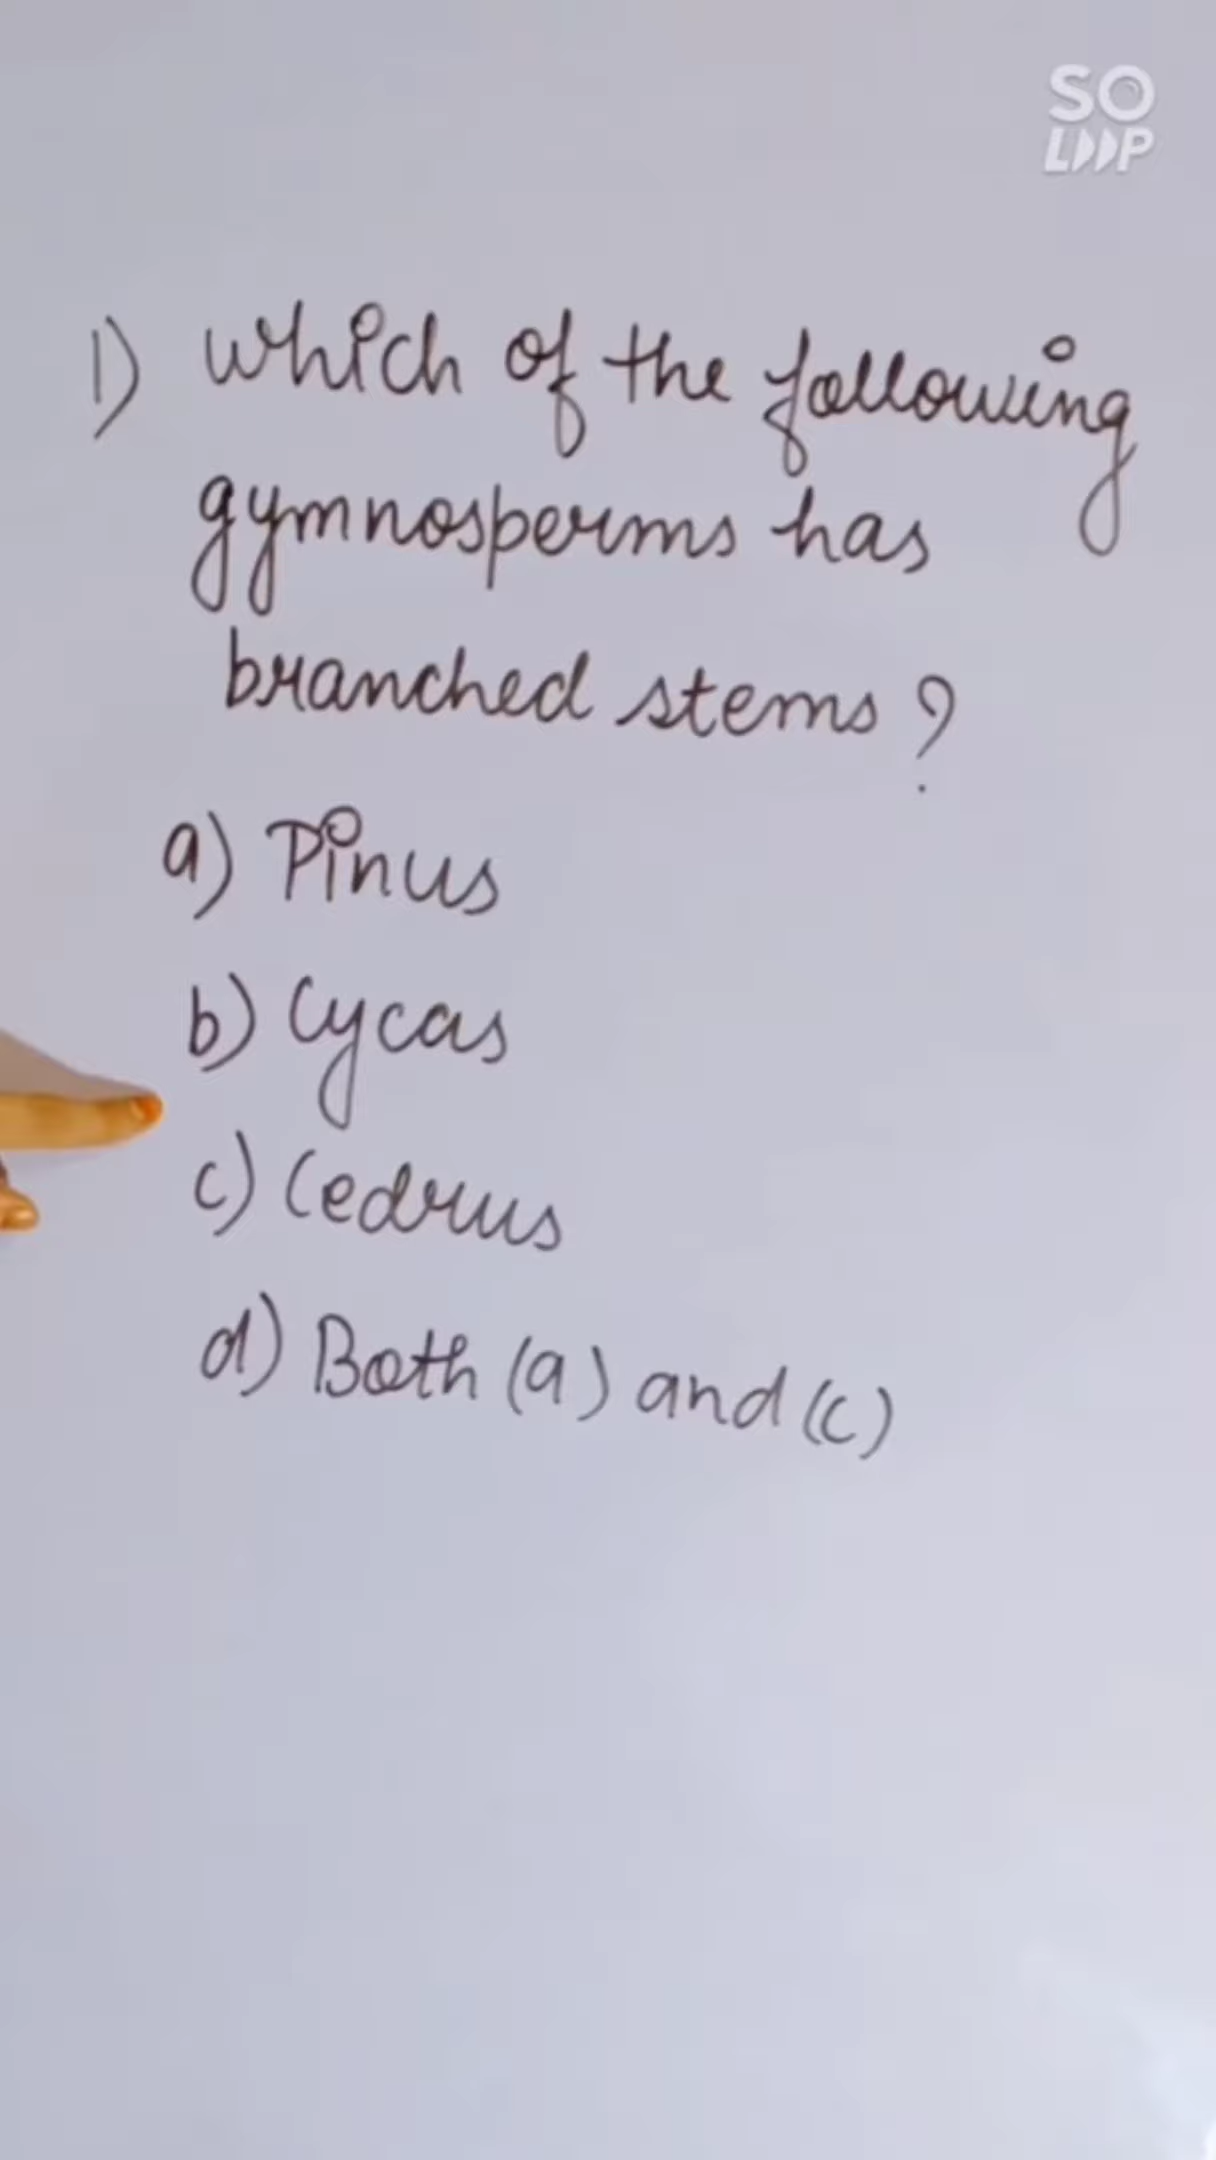 SO
LOOP
1) which of the following
gymnosperms has
branched stems ?
a) Pinus
b) Cycas
c) Cedrus
d) Both (a) and (c)